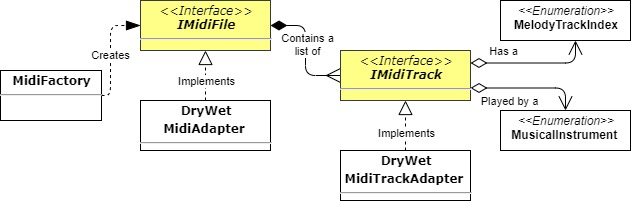 <<Interface>>
IMidiFile
Creates
MidiFactory
Implements
DryWet
MidiAdapter
Contains a
list of
<<Interface>>
IMidiTrack
Implements
DryWet
MidiTrackAdapter
Has a
<<Enumeration>>
MelodyTrackIndex
Played by a
<<Enumeration>>
MusicalInstrument